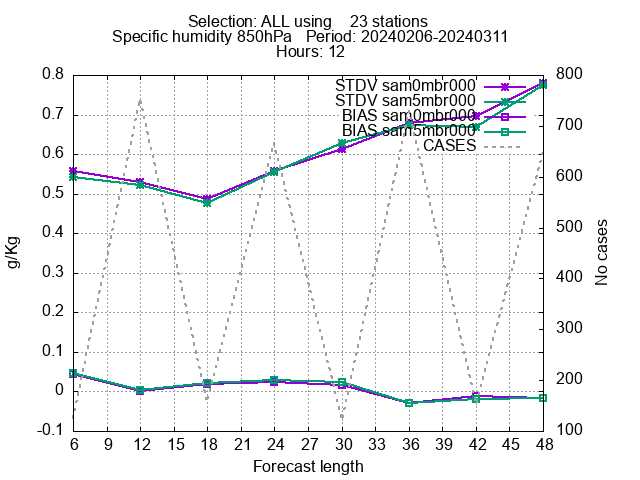 Selection: ALL using    23 stations
Specific humidity 850hPa   Period: 20240206-20240311
Hours: 12
STDV sam0mbr000
STDV sam5mbr000
BIAS sam0mbr000
BIAS sam5mbr000
CASES
g/Kg
0.8
0.7
0.6
0.5
0.4
0.3
0.2
0.1
0
-0.1
800
700
600
500
400
300
200
100
No cases
6 12 18 24 30 36 42 48 9 15 21 27 33 39 45
Forecast length